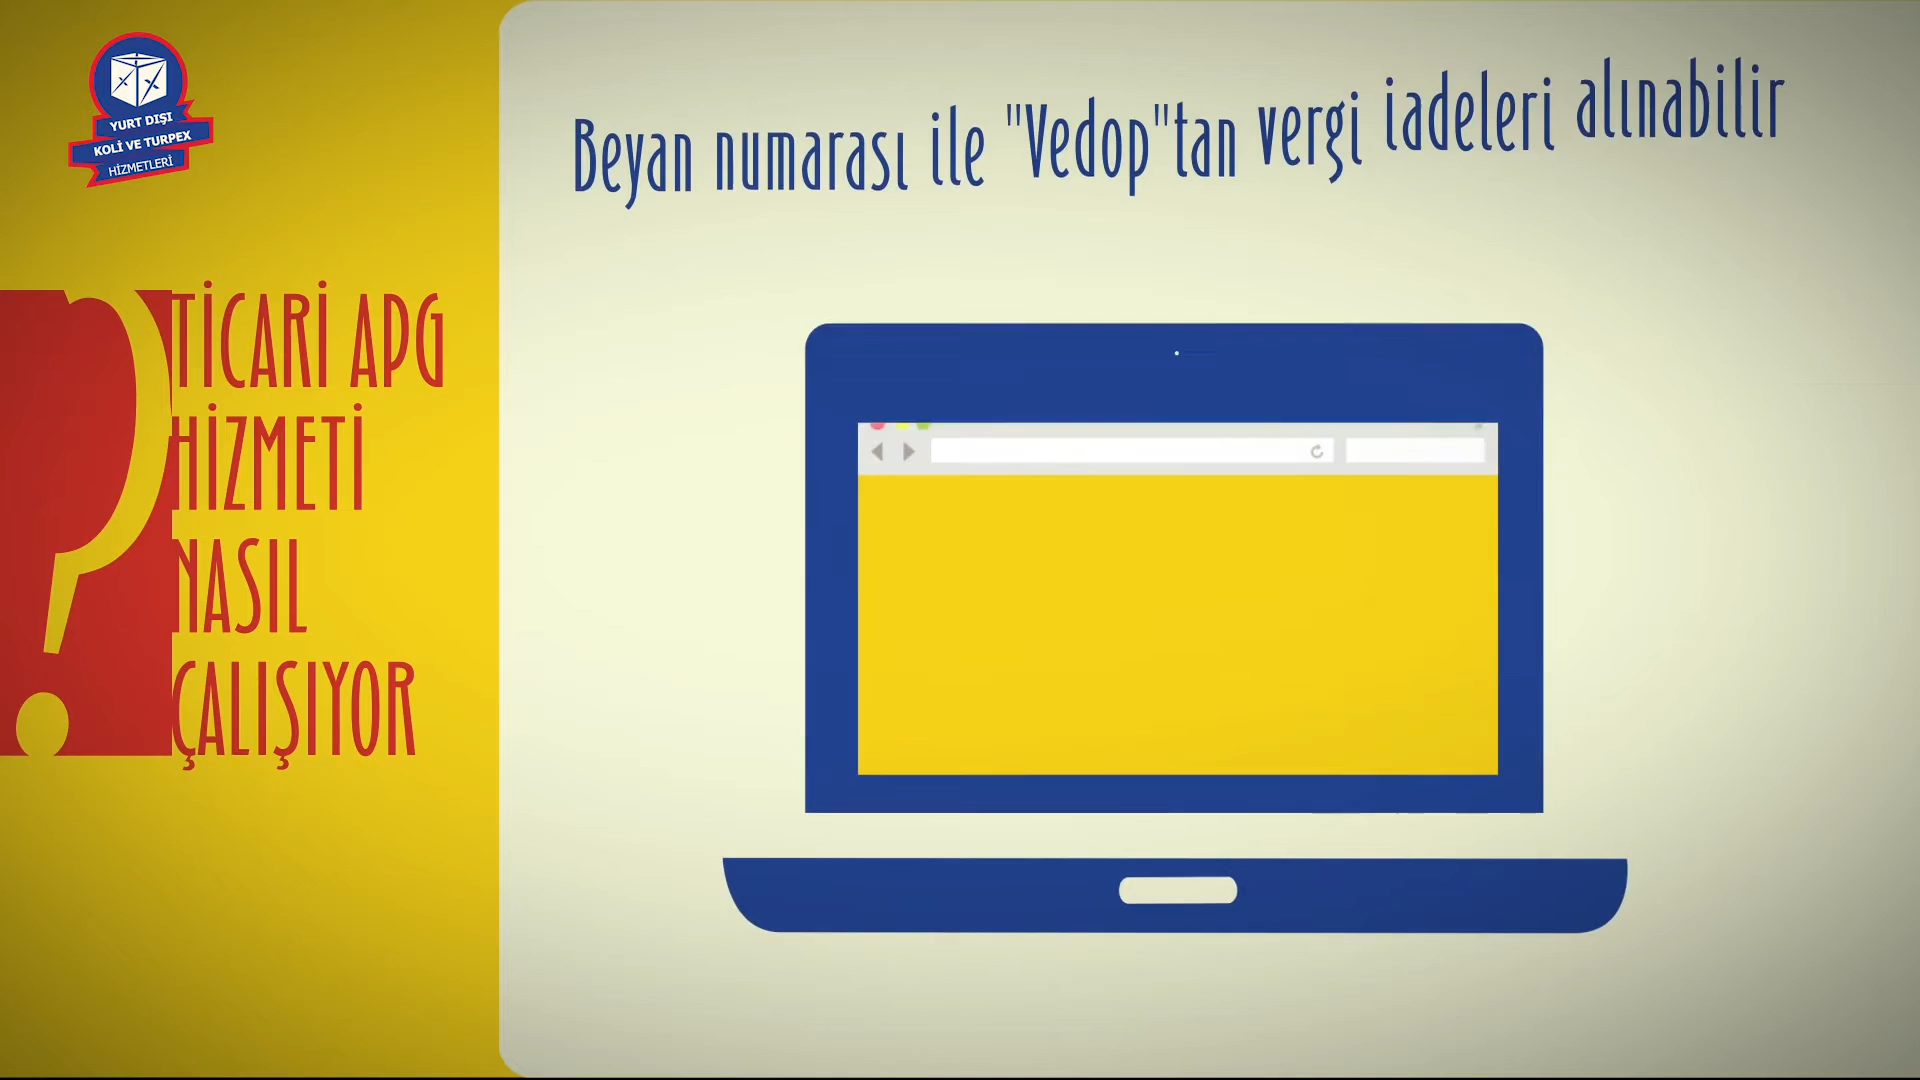 YURT DIŞI
KOLİ VE TURPEX
HİZMETLERİ
Beyan numarası ile "Vedop"tan vergi iadeleri alınabilir
TİCARİ APG
HİZMETİ
NASIL
ÇALIŞIYOR
?